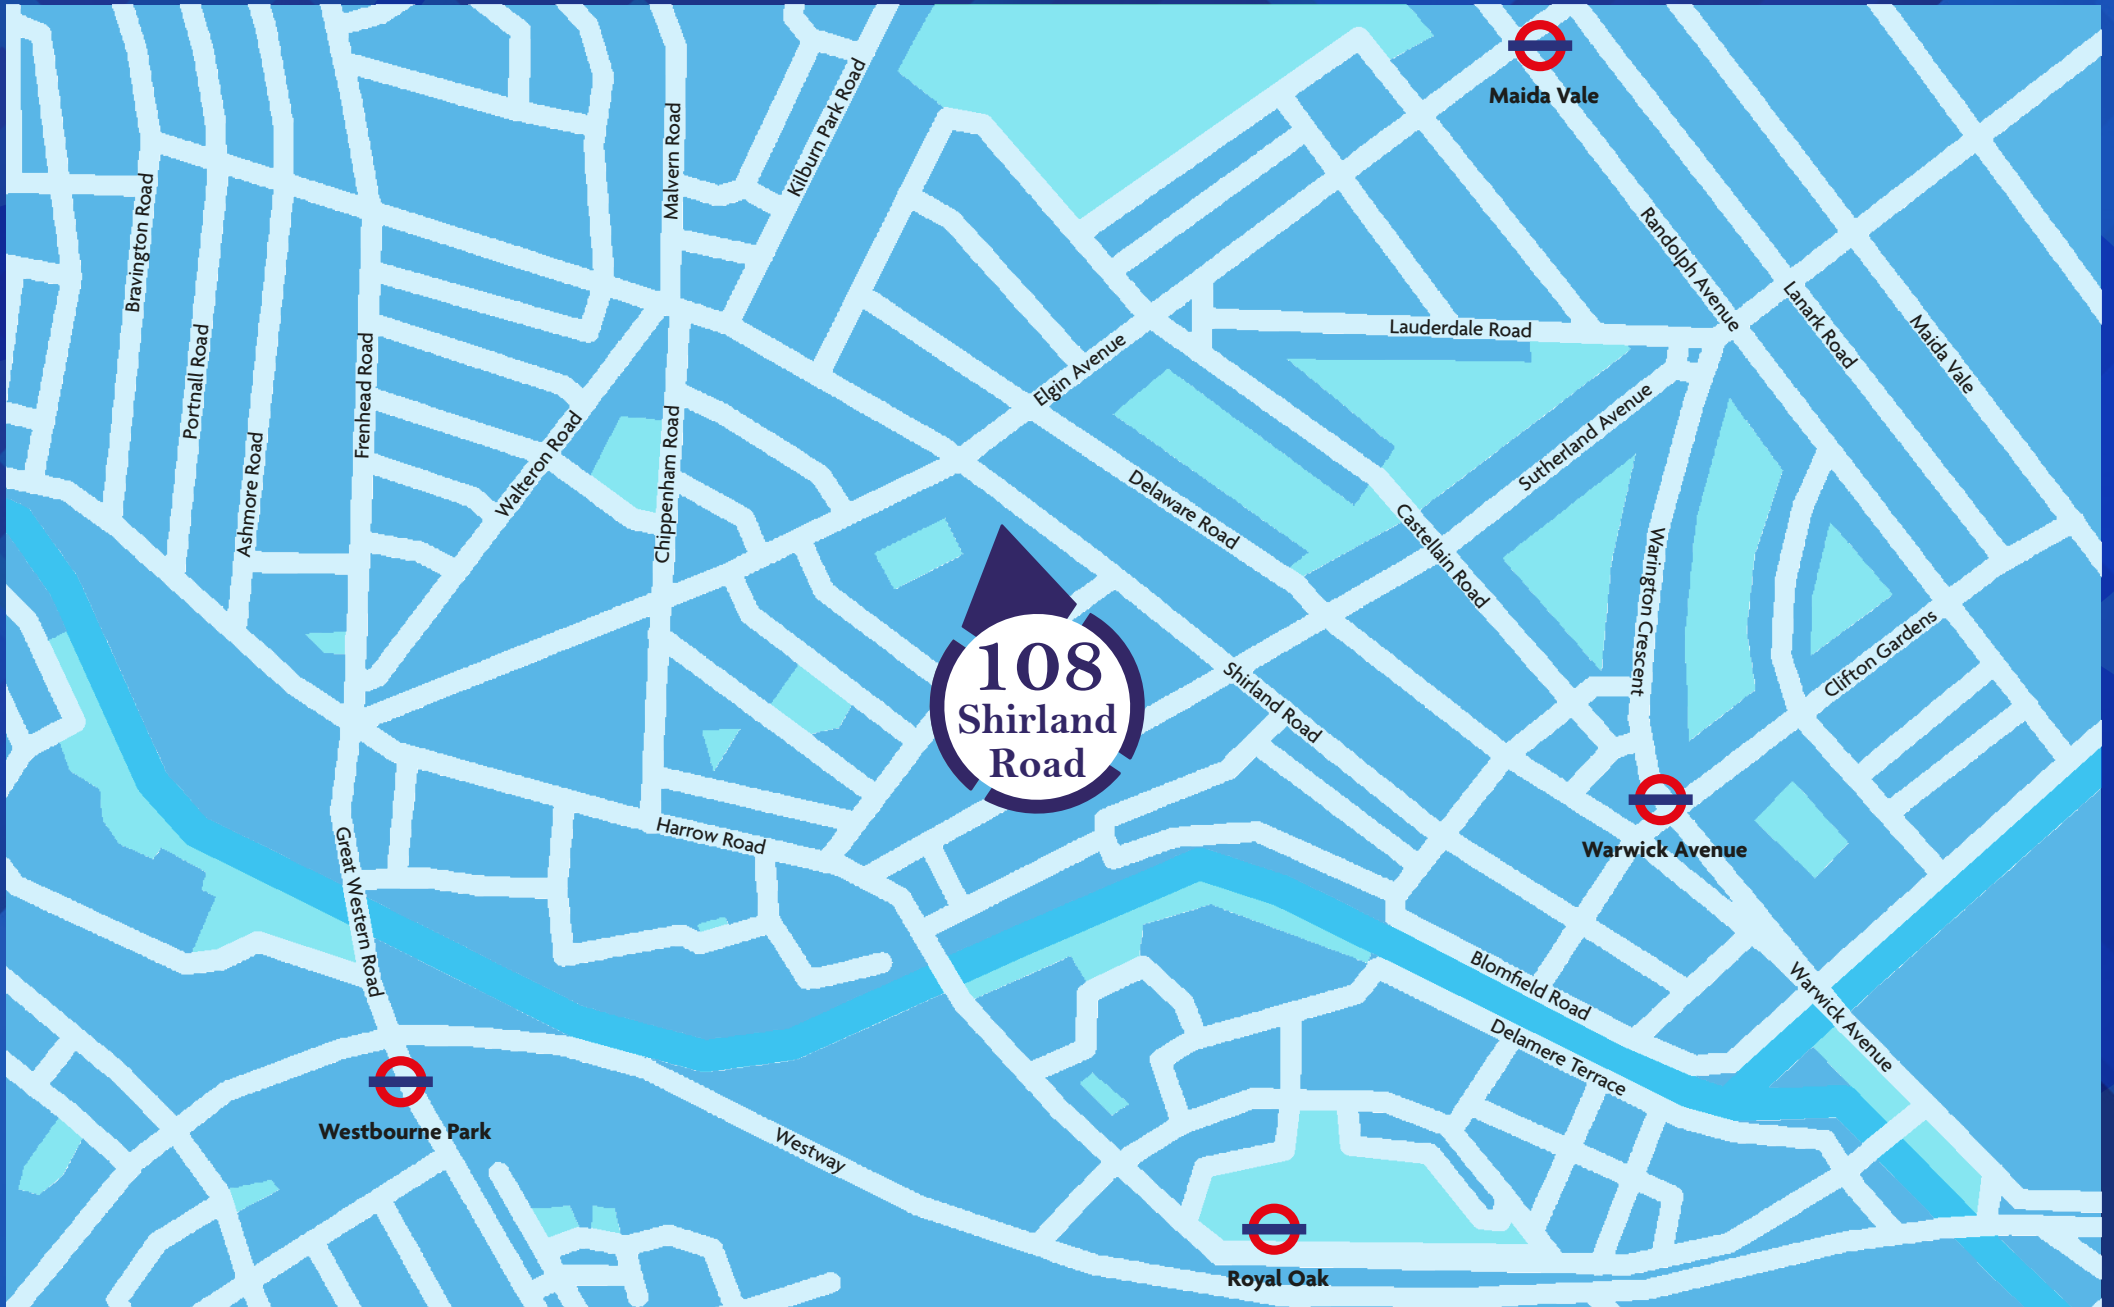 Maida Vale
Kilburn Park Road
Malvern Road
Bravington Road
Randolph Avenue
Lanark Road
Maida Vale
Lauderdale Road
Portnall Road
Frenhead Road
Elgin Avenue
Sutherland Avenue
Walteron Road
Chippenham Road
Ashmore Road
Delaware Road
Castellain Road
Warington Crescent
Clifton Gardens
108
Shirland
Road
Shirland Road
Harrow Road
Warwick Avenue
Great Western Road
Blomfield Road
Warwick Avenue
Delamere Terrace
Westbourne Park
Westway
Royal Oak